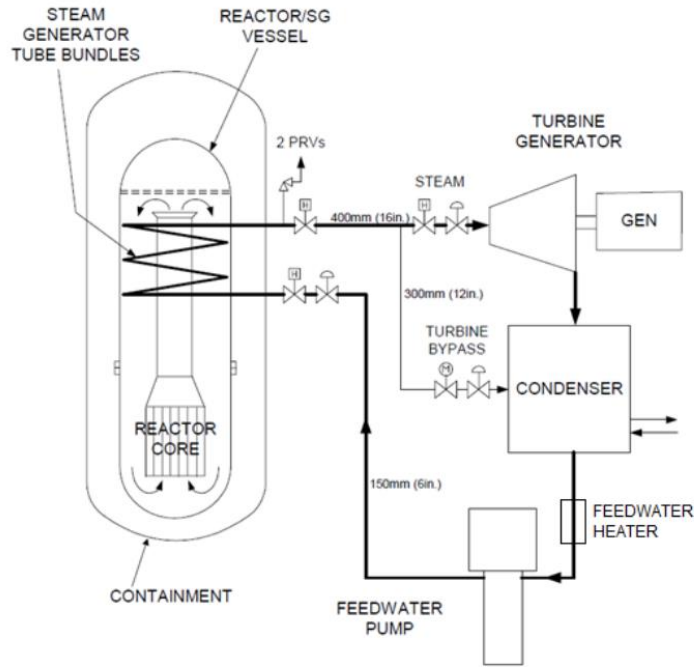 STEAM
GENERATOR
TUBE BUNDLES
REACTOR/SG
VESSEL
2 PRVs
H
400mm (16in.)
STEAM
H
TURBINE
GENERATOR
GEN
300mm (12in.)
H
TURBINE
BYPASS
M
CONDENSER
REACTOR
CORE
150mm (6in.)
FEEDWATER
HEATER
CONTAINMENT
FEEDWATER
PUMP